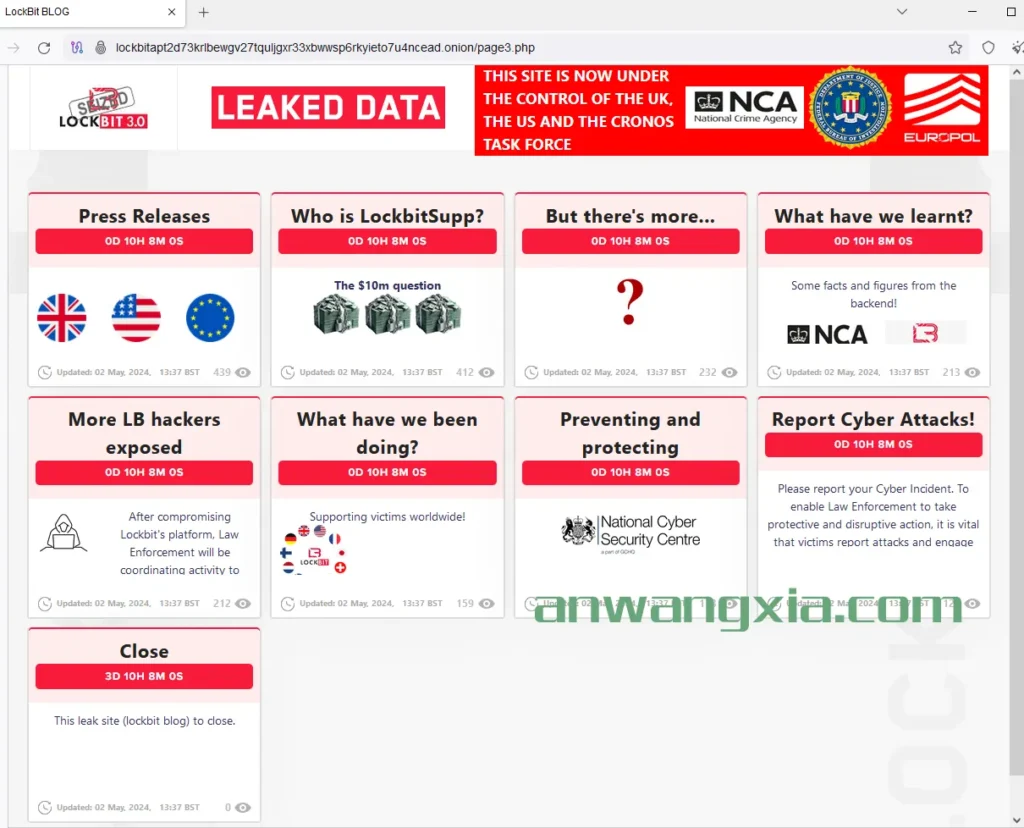 LockBit BLOG
lockbitapt2d73krlbewgv27tquljgxr33xbwwsp6rkyieto7u4ncead.onion/page3.php
SEIZED
LOCKBIT 3.0
LEAKED DATA
THIS SITE IS NOW UNDER
THE CONTROL OF THE UK,
THE US AND THE CRONOS
TASK FORCE
NCA
National Crime Agency
DEPARTMENT OF JUSTICE
FEDERAL BUREAU OF INVESTIGATION
EUROPOL
Press Releases
0D 10H 8M 0S
Updated: 02 May, 2024, 13:37 BST 439
Who is LockbitSupp?
0D 10H 8M 0S
The $10m question
Updated: 02 May, 2024, 13:37 BST 412
But there's more...
0D 10H 8M 0S
?
Updated: 02 May, 2024, 13:37 BST 232
What have we learnt?
0D 10H 8M 0S
Some facts and figures from the
backend!
NCA
Updated: 02 May, 2024, 13:37 BST 213
More LB hackers
exposed
0D 10H 8M 0S
After compromising
Lockbit's platform, Law
Enforcement will be
coordinating activity to
Updated: 02 May, 2024, 13:37 BST 212
What have we been
doing?
0D 10H 8M 0S
Supporting victims worldwide!
LOCKBIT
Updated: 02 May, 2024, 13:37 BST 159
Preventing and
protecting
0D 10H 8M 0S
National Cyber
Security Centre
a part of GCHQ
Report Cyber Attacks!
0D 10H 8M 0S
Please report your Cyber Incident. To
enable Law Enforcement to take
protective and disruptive action, it is vital
that victims report attacks and engage
anwangxia.com
Close
3D 10H 8M 0S
This leak site (lockbit blog) to close.
Updated: 02 May, 2024, 13:37 BST 0
LOCK